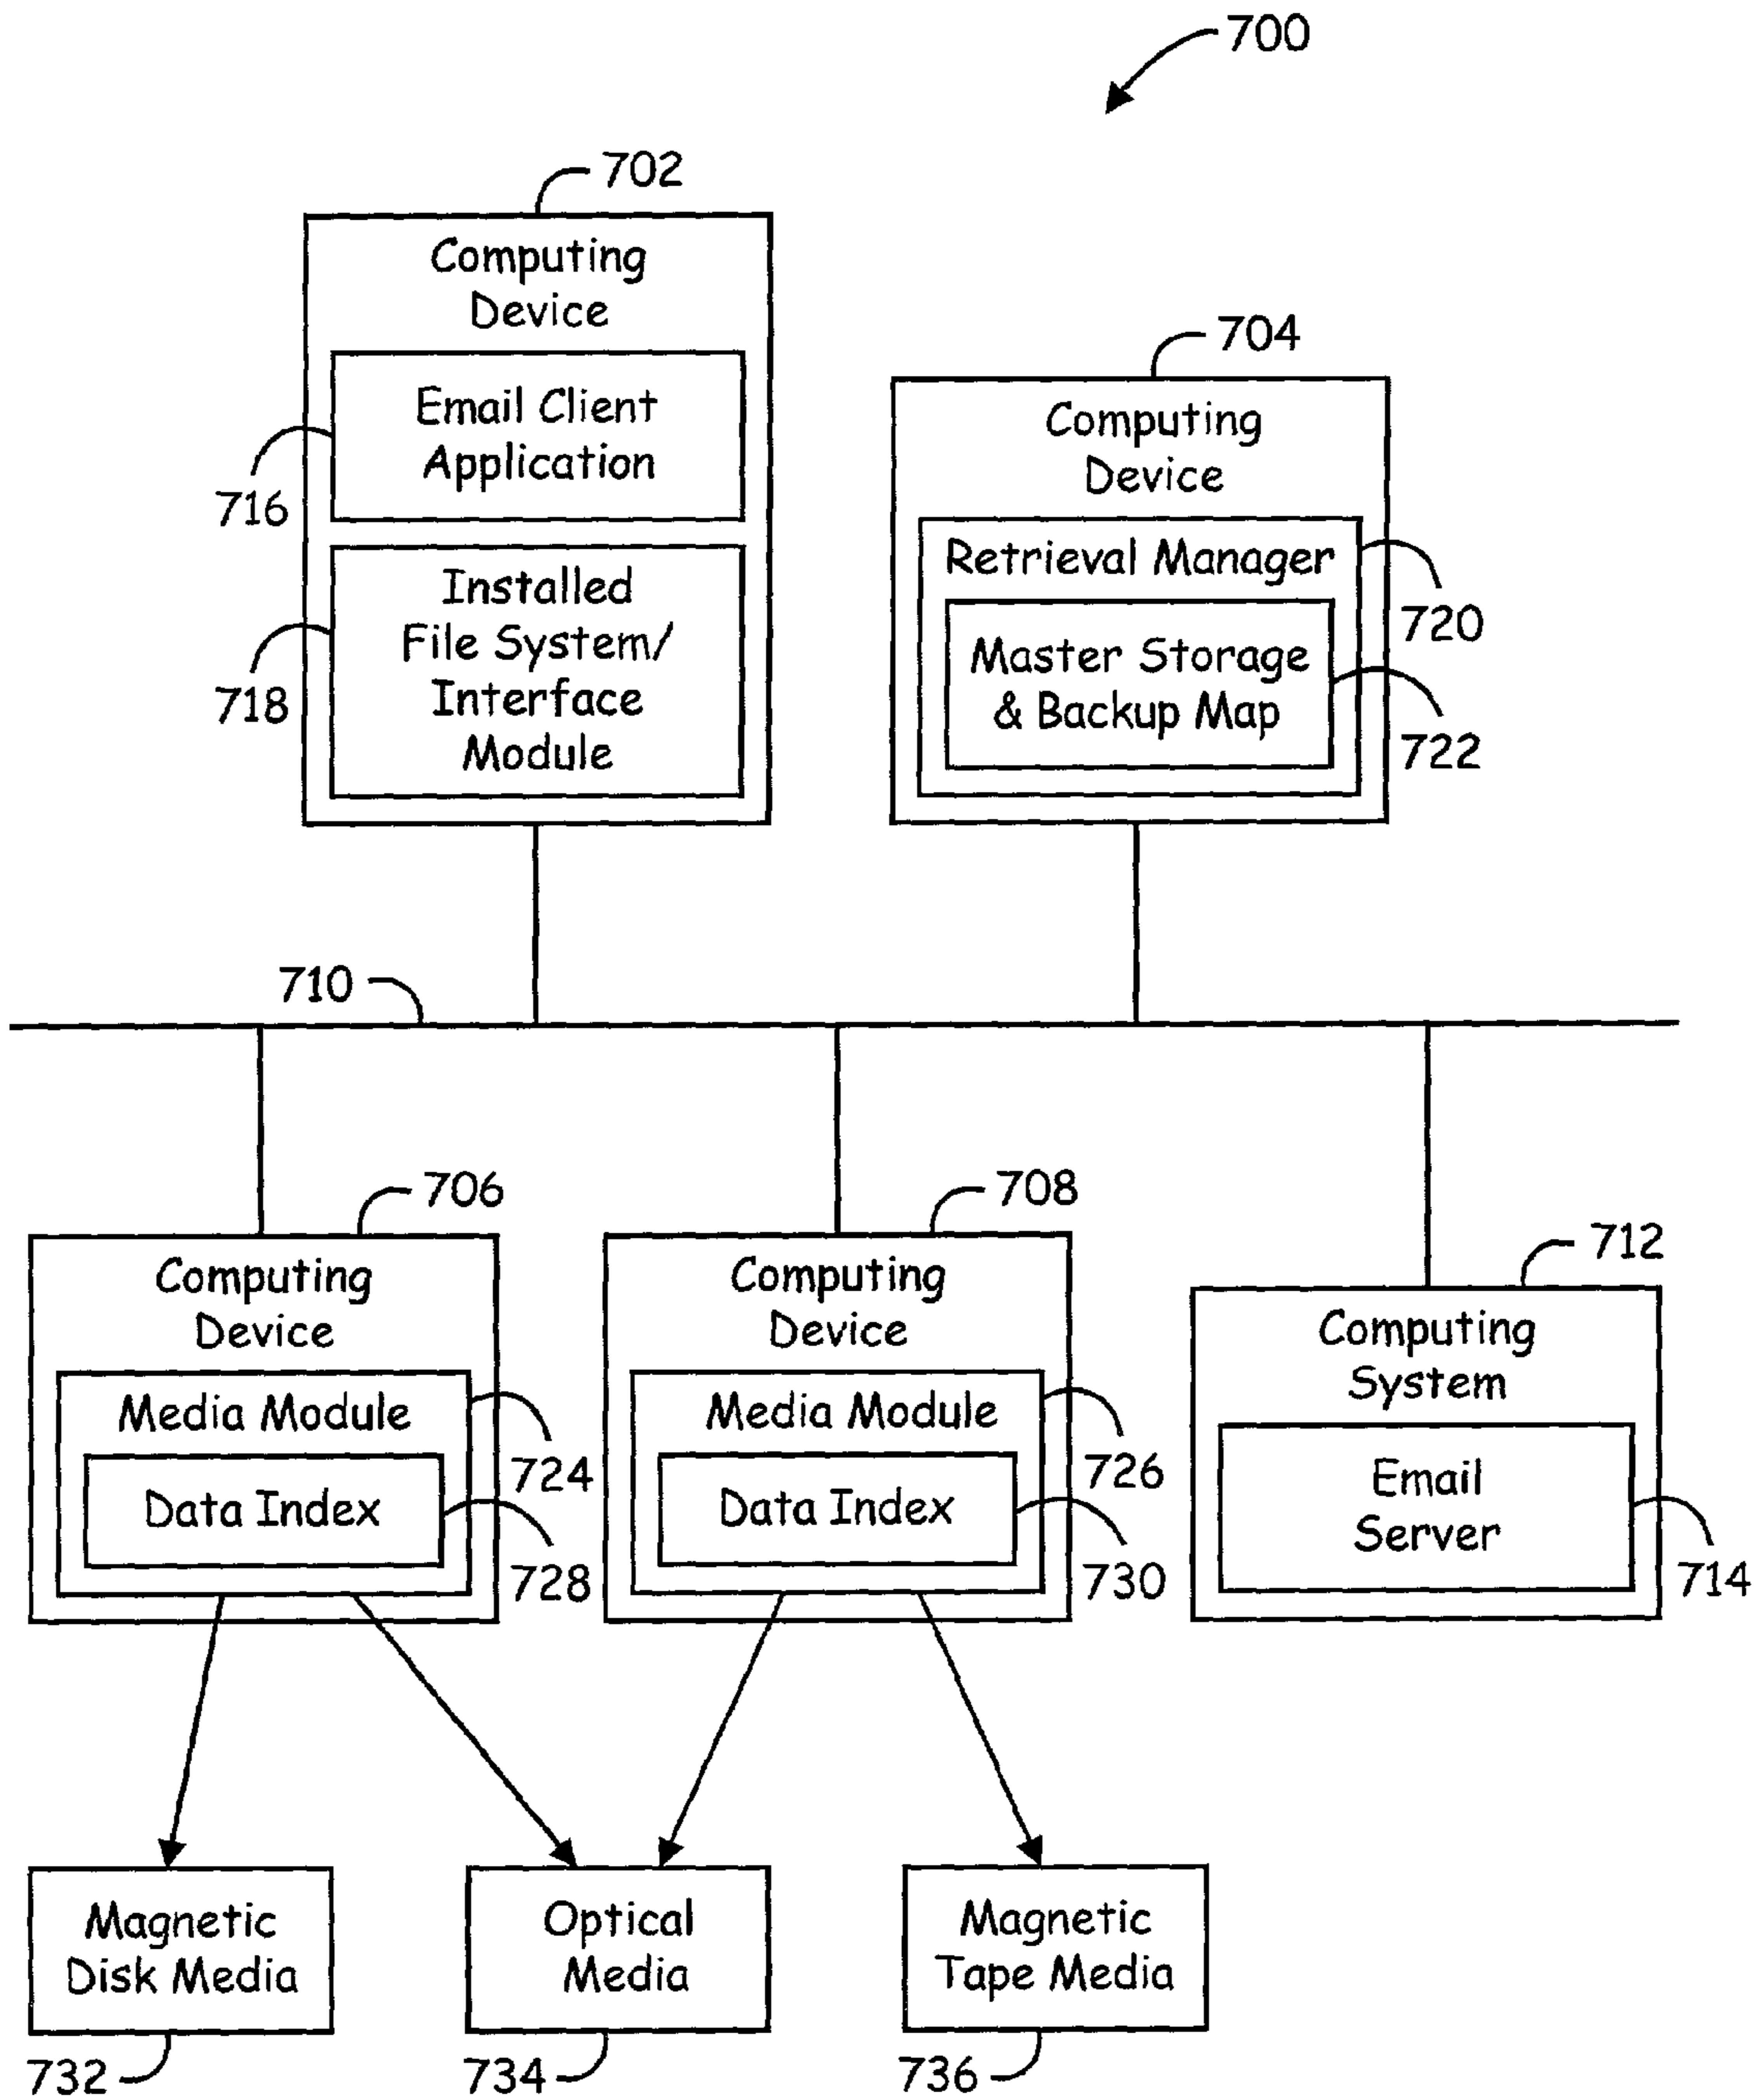 700
702
Computing
Device
Email Client
Application
716
Installed
File System/
Interface
Module
718
704
Computing
Device
Retrieval Manager
720
Master Storage
& Backup Map
722
710
706
Computing
Device
Media Module
724
Data Index
728
708
Computing
Device
Media Module
726
Data Index
730
712
Computing
System
Email
Server
714
Magnetic
Disk Media
732
Optical
Media
734
Magnetic
Tape Media
736